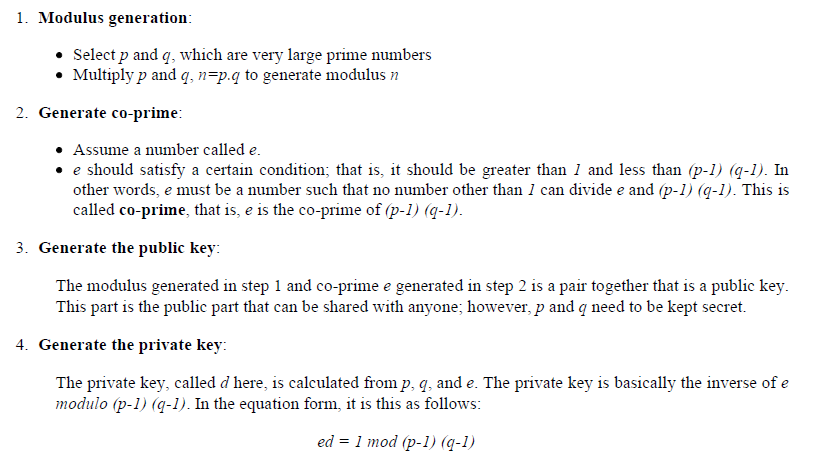 1. Modulus generation:
• Select p and q, which are very large prime numbers
• Multiply p and q, n=p.q to generate modulus n
2. Generate co-prime:
• Assume a number called e.
• e should satisfy a certain condition; that is, it should be greater than 1 and less than (p-1) (q-1). In
other words, e must be a number such that no number other than 1 can divide e and (p-1) (q-1). This is
called co-prime, that is, e is the co-prime of (p-1) (q-1).
3. Generate the public key:
The modulus generated in step 1 and co-prime e generated in step 2 is a pair together that is a public key.
This part is the public part that can be shared with anyone; however, p and q need to be kept secret.
4. Generate the private key:
The private key, called d here, is calculated from p, q, and e. The private key is basically the inverse of e
modulo (p-1) (q-1). In the equation form, it is this as follows:
ed = 1 mod (p-1) (q-1)